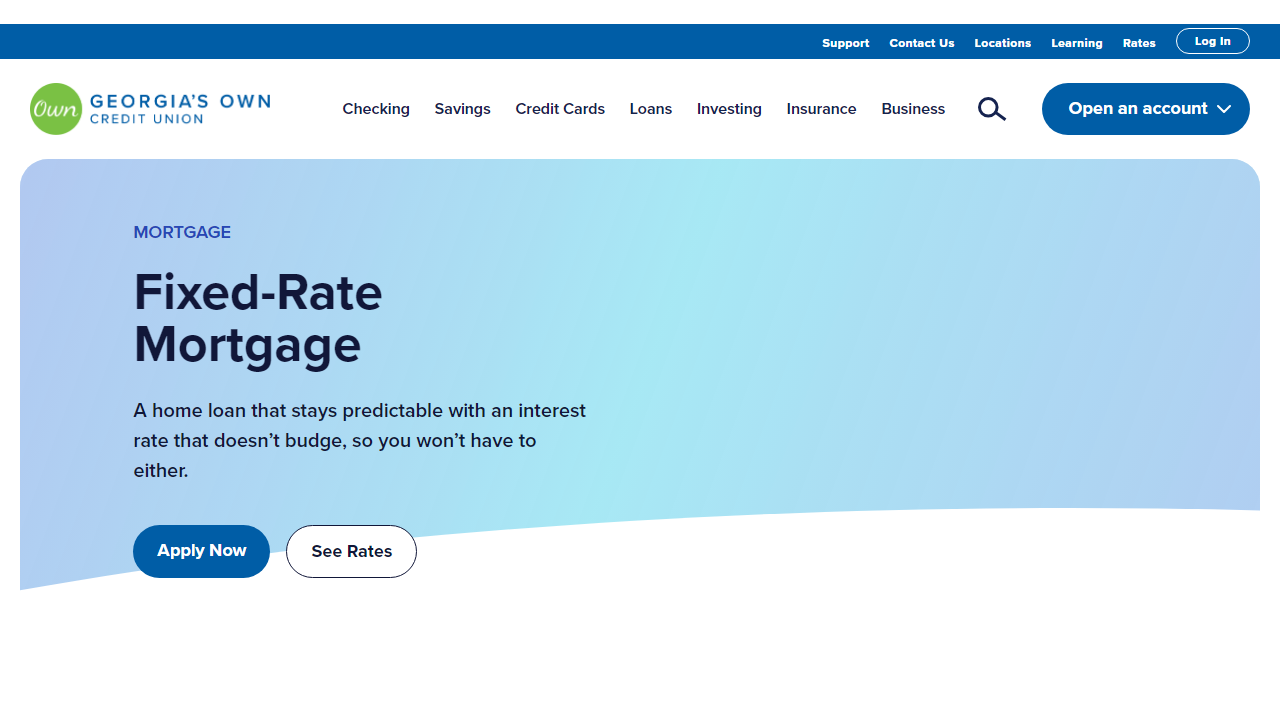 Support Contact Us Locations Learning Rates Log In
Own GEORGIA'S OWN
CREDIT UNION
Checking Savings Credit Cards Loans Investing Insurance Business Open an account
MORTGAGE
Fixed-Rate
Mortgage
A home loan that stays predictable with an interest
rate that doesn’t budge, so you won’t have to
either.
Apply Now See Rates